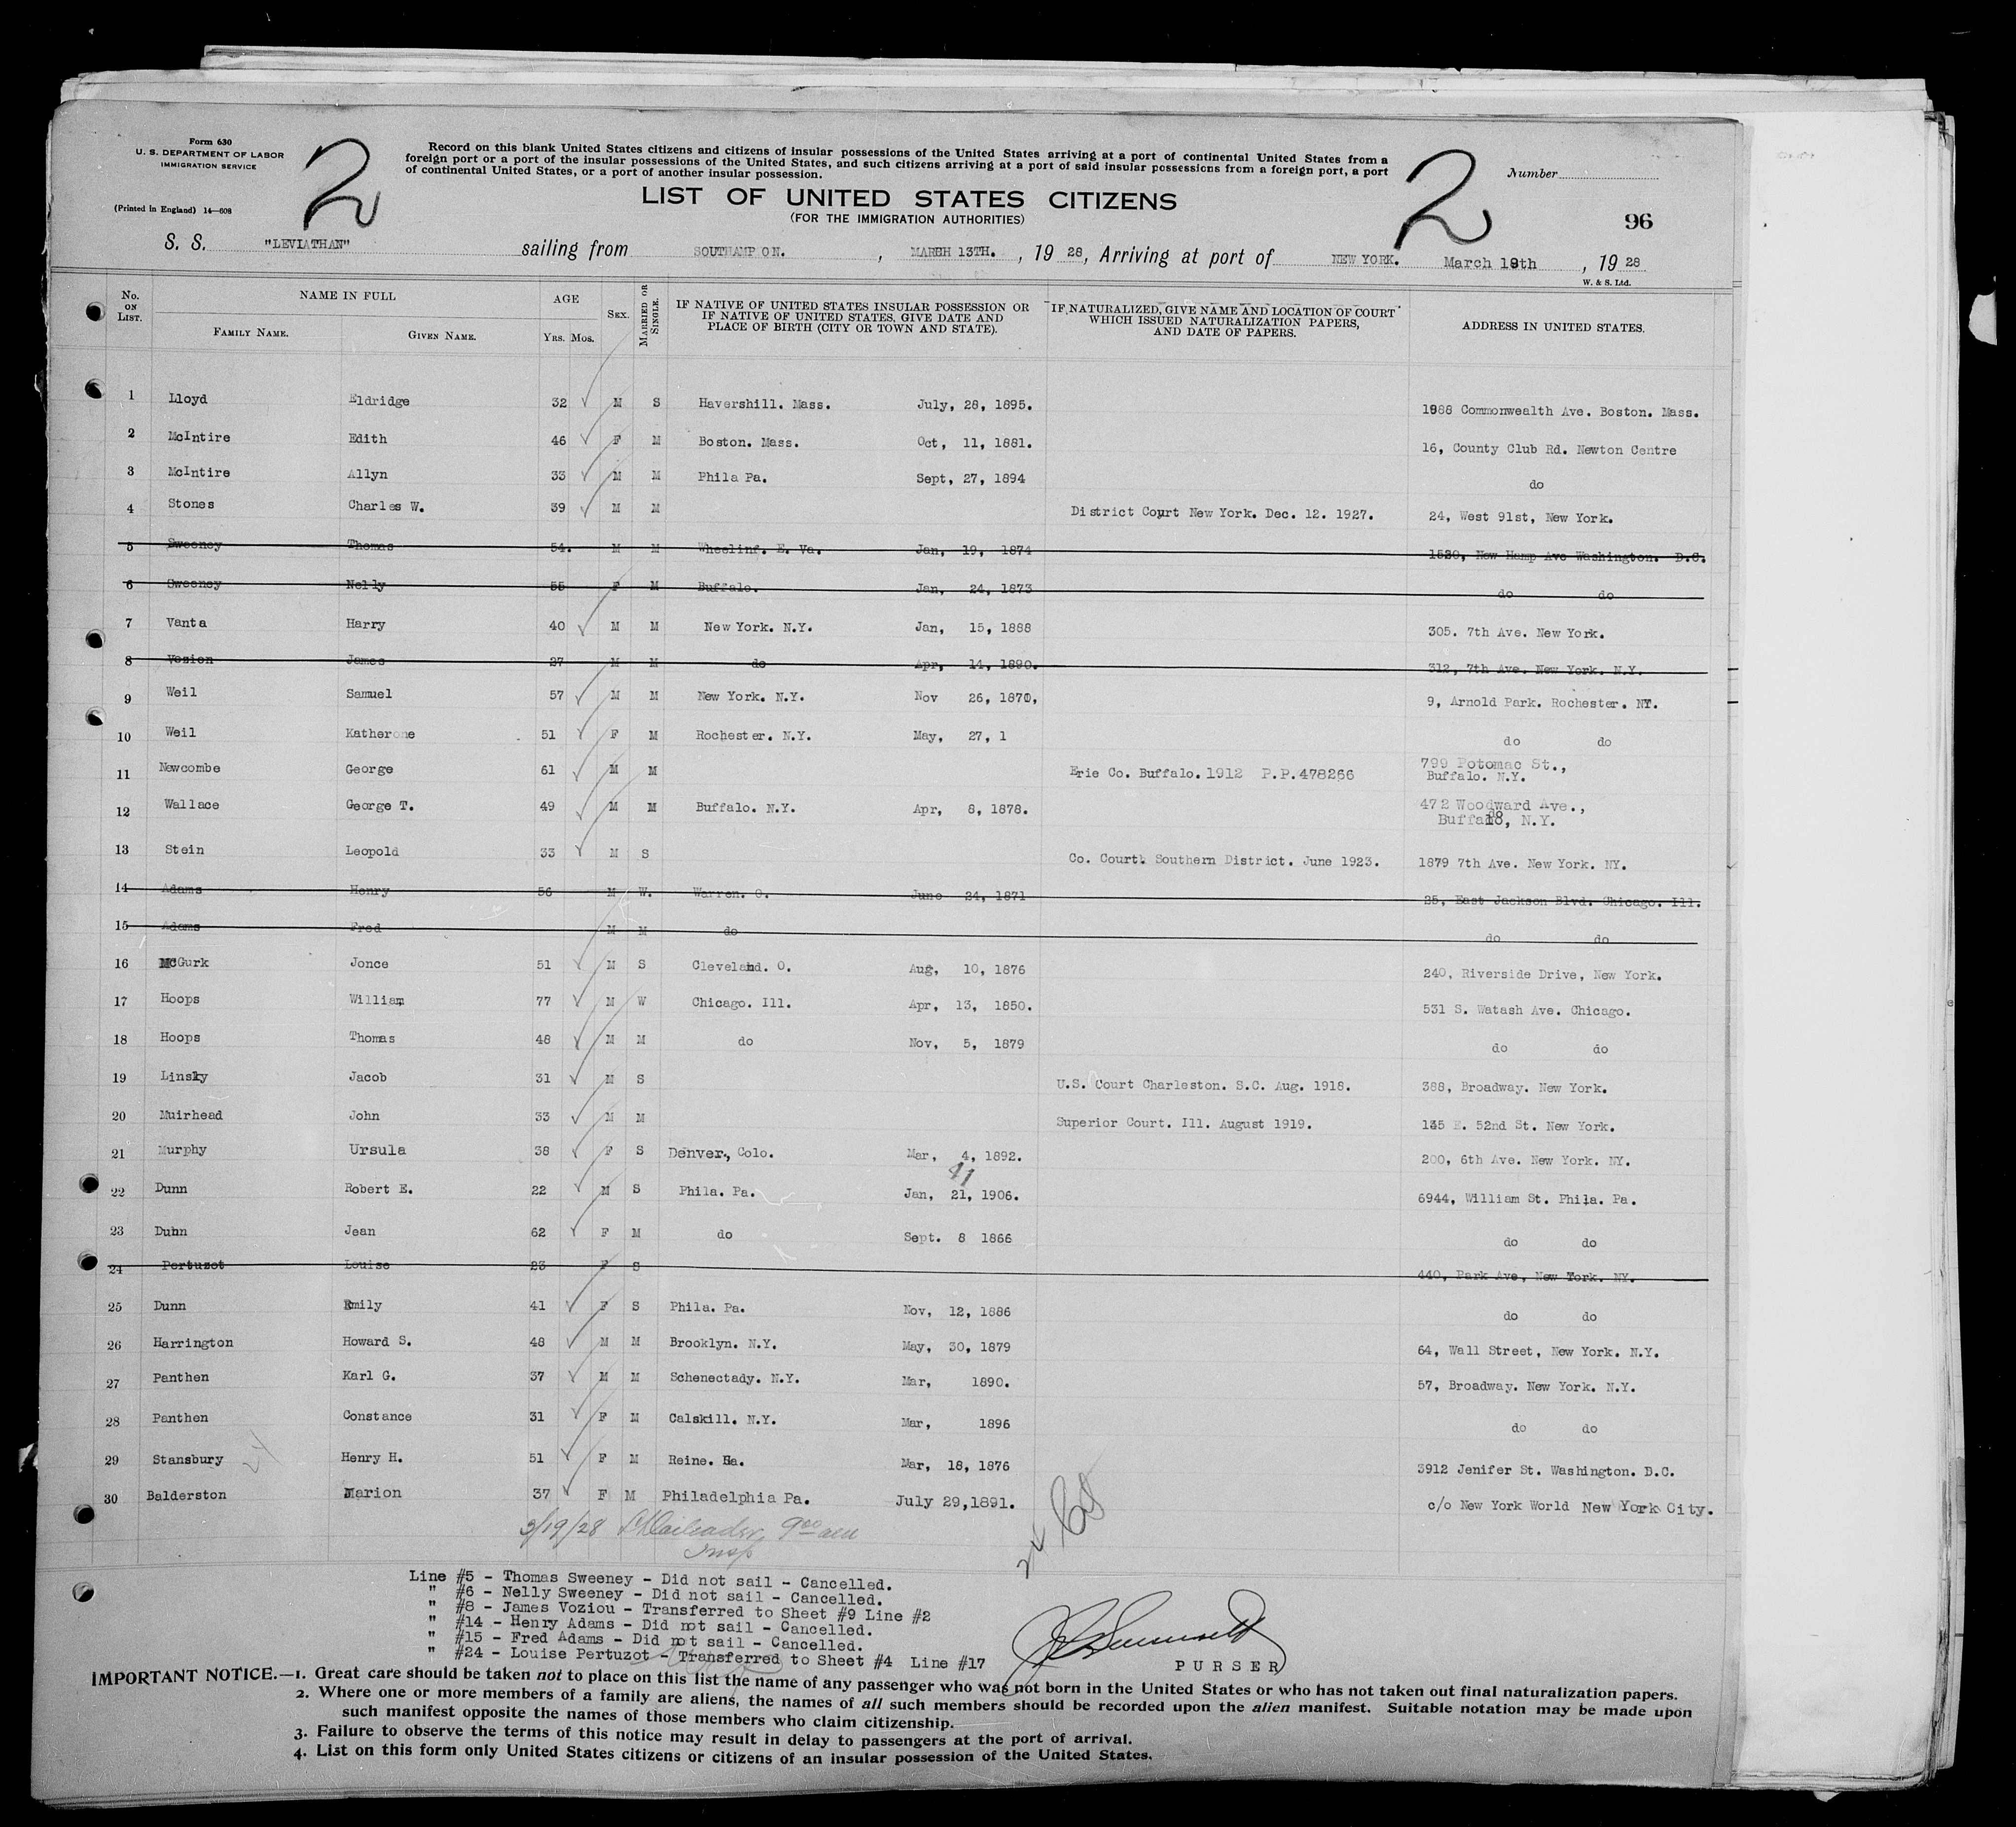 Form 630
U. S. DEPARTMENT OF LABOR
IMMIGRATION SERVICE
(Printed in England) 14—608
2
Record on this blank United States citizens and citizens of insular possessions of the United States arriving at a port of continental United States from a
foreign port or a port of the insular possessions of the United States, and such citizens arriving at a port of said insular possessions from a foreign port, a port
of continental United States, or a port of another insular possession.
2
Number
LIST OF UNITED STATES CITIZENS
(FOR THE IMMIGRATION AUTHORITIES)
96
S. S. "LEVIATHAN" sailing from SOUTHAMP ON. , MARCH 13TH. , 19 28, Arriving at port of NEW YORK. March 19th , 19 28
W. & S. Ltd.
No. ON LIST. NAME IN FULL FAMILY NAME. GIVEN NAME. AGE YRS. MOS. SEX. MARRIED OR SINGLE. IF NATIVE OF UNITED STATES INSULAR POSSESSION OR IF NATIVE OF UNITED STATES, GIVE DATE AND PLACE OF BIRTH (CITY OR TOWN AND STATE). IF NATURALIZED, GIVE NAME AND LOCATION OF COURT WHICH ISSUED NATURALIZATION PAPERS, AND DATE OF PAPERS. ADDRESS IN UNITED STATES.
1 Lloyd Eldridge 32 M S Havershill. Mass. July, 28, 1895. 1988 Commonwealth Ave. Boston. Mass.
2 McIntire Edith 46 F M Boston. Mass. Oct, 11, 1881. 16, County Club Rd. Newton Centre
3 McIntire Allyn 33 M M Phila Pa. Sept, 27, 1894 do
4 Stones Charles W. 39 M M District Court New York. Dec. 12. 1927. 24, West 91st, New York.
5 Sweeney Thomas 54. M M Wheelinf. E. Va. Jan, 19, 1874 1520, New Hamp Ave Washington. D.C.
6 Sweeney Nelly 55 F M Buffalo. Jan, 24, 1873 do do
7 Vanta Harry 40 M M New York. N.Y. Jan, 15, 1888 305. 7th Ave. New York.
8 Vozion James 27 M M do Apr, 14, 1890. 312, 7th Ave. New York. N.Y.
9 Weil Samuel 57 M M New York. N.Y. Nov 26, 1870, 9, Arnold Park. Rochester. NY.
10 Weil Katherone 51 F M Rochester. N.Y. May, 27, 1 do do
11 Newcombe George 61 M M Erie Co. Buffalo. 1912 P.P.478266 799 Potomac St.,
Buffalo. N.Y.
12 Wallace George T. 49 M M Buffalo. N.Y. Apr, 8, 1878. 472 Woodward Ave.,
Buffalo, N.Y.
13 Stein Leopold 33 M S Co. Court. Southern District. June 1923. 1879 7th Ave. New York. NY.
14 Adams Henry 56 M W. Warren. O. June 24, 1871 25, East Jackson Blvd. Chicago. Ill.
15 Adams Fred M M do do do
16 McGurk Jonce 51 M S Cleveland. O. Aug, 10, 1876 240, Riverside Drive, New York.
17 Hoops William 77 M W Chicago. Ill. Apr, 13, 1850. 531 S. Watash Ave. Chicago.
18 Hoops Thomas 48 M M do Nov, 5, 1879 do do
19 Linsky Jacob 31 M S U.S. Court Charleston. S.C. Aug. 1918. 388, Broadway. New York.
20 Muirhead John 33 M M Superior Court. Ill. August 1919. 145 E. 52nd St. New York.
21 Murphy Ursula 38 F S Denver., Colo. Mar, 4, 1892. 200, 6th Ave. New York. NY.
22 Dunn Robert E. 22 M S Phila. Pa. Jan, 21, 1906. 6944, William St. Phila. Pa.
23 Duhn Jean 62 F M do Sept. 8 1866 do do
24 Pertuzot Louise 23 F S 440, Park Ave, New York. NY.
25 Dunn Emily 41 F S Phila. Pa. Nov, 12, 1886 do do
26 Harrington Howard S. 48 M M Brooklyn. N.Y. May, 30, 1879 64, Wall Street, New York. N.Y.
27 Panthen Karl G. 37 M M Schenectady. N.Y. Mar, 1890. 57, Broadway. New York. N.Y.
28 Panthen Constance 31 F M Calskill. N.Y. Mar, 1896 do do
29 Stansbury Henry H. 51 F M Reine. Ha. Mar, 18, 1876 3912 Jenifer St. Washington. D.C.
30 Balderston Marion 37 F M Philadelphia Pa. July 29,1891. c/o New York World New York City.
3/19/28 9 00 am
Insp
Line #5 - Thomas Sweeney - Did not sail - Cancelled.
" #6 - Nelly Sweeney - Did not sail - Cancelled.
" #8 - James Voziou - Transferred to Sheet #9 Line #2
" #14 - Henry Adams - Did not sail - Cancelled.
" #15 - Fred Adams - Did not sail - Cancelled.
" #24 - Louise Pertuzot - Transferred to Sheet #4 Line #17
PURSER
IMPORTANT NOTICE.—1. Great care should be taken not to place on this list the name of any passenger who was not born in the United States or who has not taken out final naturalization papers.
2. Where one or more members of a family are aliens, the names of all such members should be recorded upon the alien manifest. Suitable notation may be made upon
such manifest opposite the names of those members who claim citizenship.
3. Failure to observe the terms of this notice may result in delay to passengers at the port of arrival.
4. List on this form only United States citizens or citizens of an insular possession of the United States.